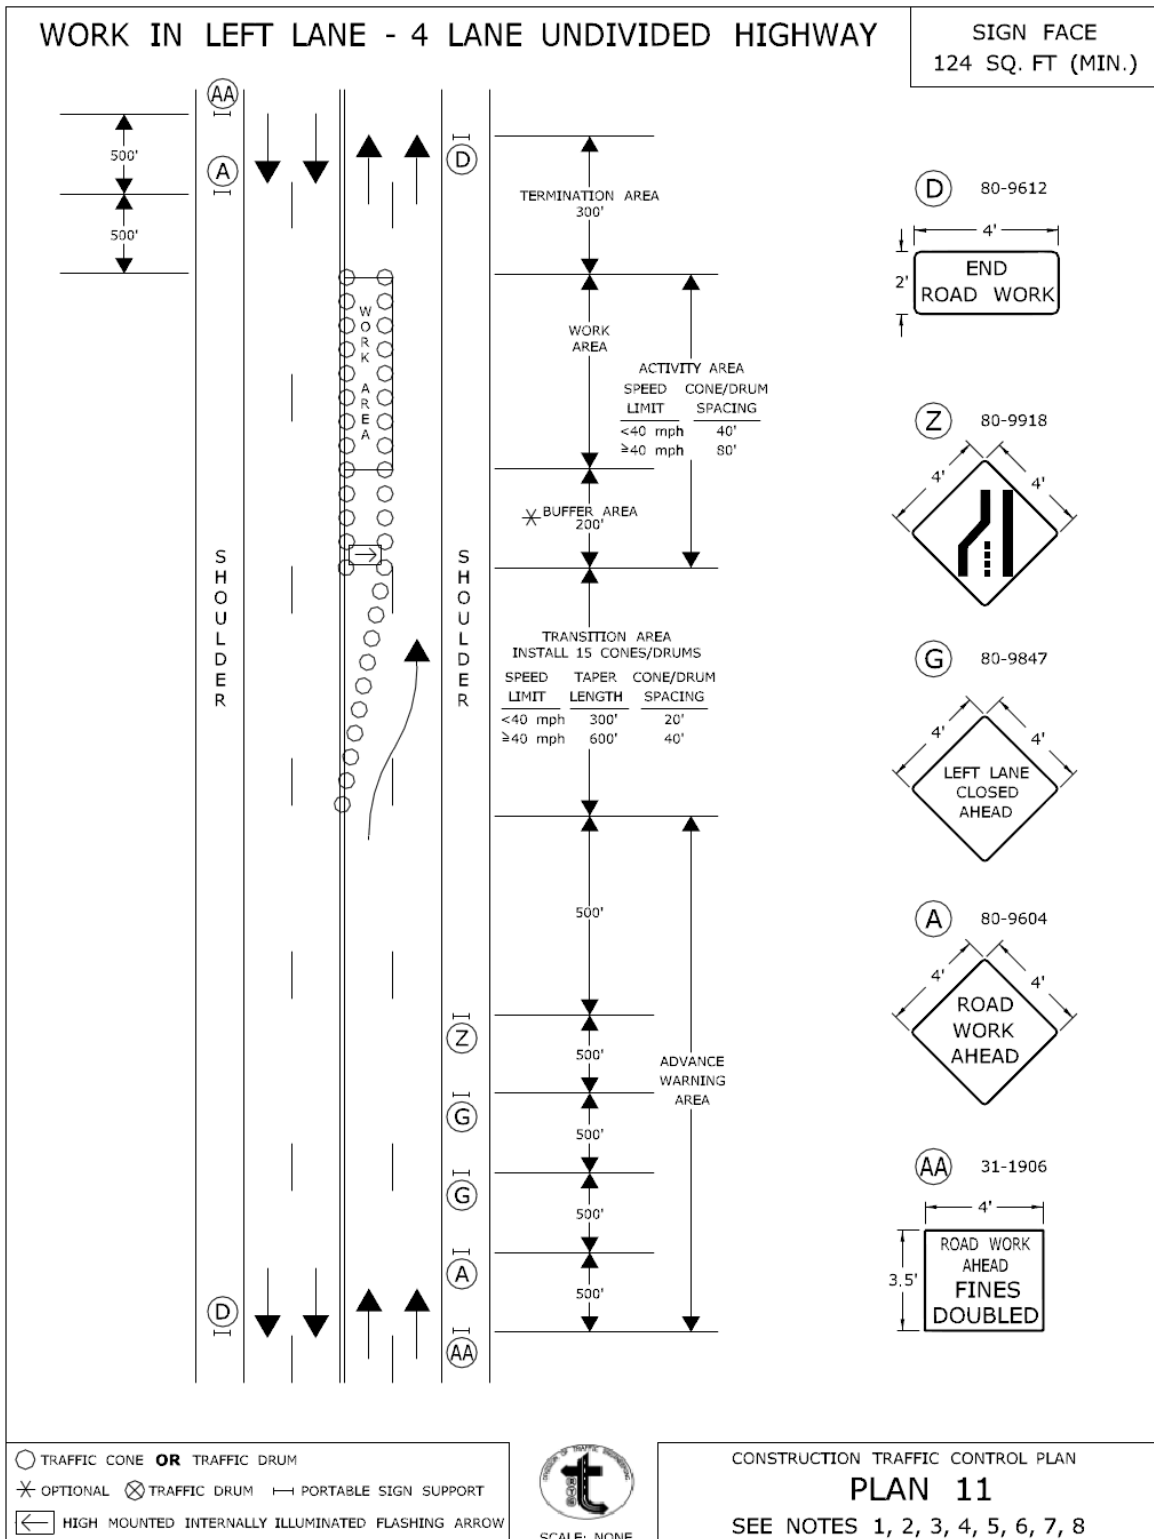 WORK IN LEFT LANE - 4 LANE UNDIVIDED HIGHWAY
SIGN FACE
124 SQ. FT (MIN.)
AA
500'
A
500'
D
TERMINATION AREA
300'
WORK AREA
WORK
AREA
ACTIVITY AREA
SPEED LIMIT CONE/DRUM SPACING
<40 mph 40'
≥40 mph 80'
BUFFER AREA
200'
SHOULDER
SHOULDER
TRANSITION AREA
INSTALL 15 CONES/DRUMS
SPEED LIMIT TAPER LENGTH CONE/DRUM SPACING
<40 mph 300' 20'
≥40 mph 600' 40'
500'
Z
500'
G
500'
G
500'
A
500'
AA
D
ADVANCE
WARNING
AREA
D 80-9612
4'
2'
END
ROAD WORK
Z 80-9918
4' 4'
G 80-9847
4' 4'
LEFT LANE
CLOSED
AHEAD
A 80-9604
4' 4'
ROAD
WORK
AHEAD
AA 31-1906
4'
3.5'
ROAD WORK
AHEAD
FINES
DOUBLED
TRAFFIC CONE OR TRAFFIC DRUM
OPTIONAL TRAFFIC DRUM PORTABLE SIGN SUPPORT
HIGH MOUNTED INTERNALLY ILLUMINATED FLASHING ARROW
SCALE: NONE
CONSTRUCTION TRAFFIC CONTROL PLAN
PLAN 11
SEE NOTES 1, 2, 3, 4, 5, 6, 7, 8